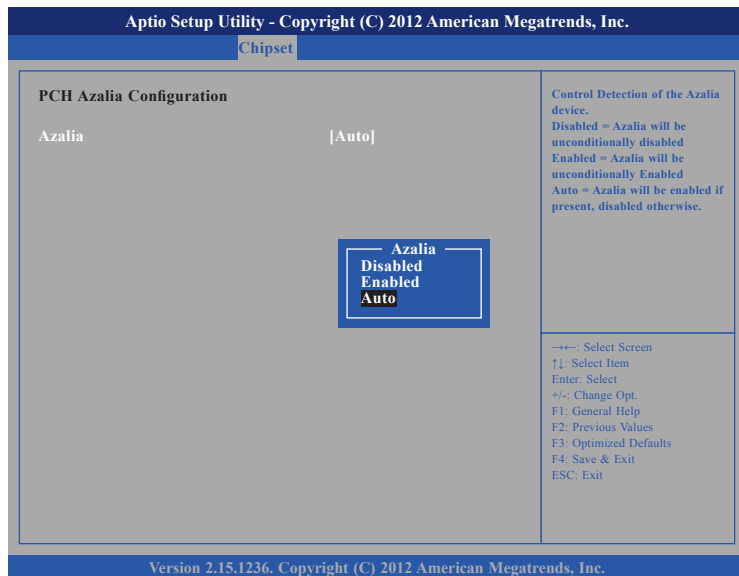 Aptio Setup Utility - Copyright (C) 2012 American Megatrends, Inc.
Chipset
PCH Azalia Configuration
Azalia [Auto]
Azalia
Disabled
Enabled
Auto
Control Detection of the Azalia
device.
Disabled = Azalia will be
unconditionally disabled
Enabled = Azalia will be
unconditionally Enabled
Auto = Azalia will be enabled if
present, disabled otherwise.
→←: Select Screen
↑↓: Select Item
Enter: Select
+/-: Change Opt.
F1: General Help
F2: Previous Values
F3: Optimized Defaults
F4: Save & Exit
ESC: Exit
Version 2.15.1236. Copyright (C) 2012 American Megatrends, Inc.